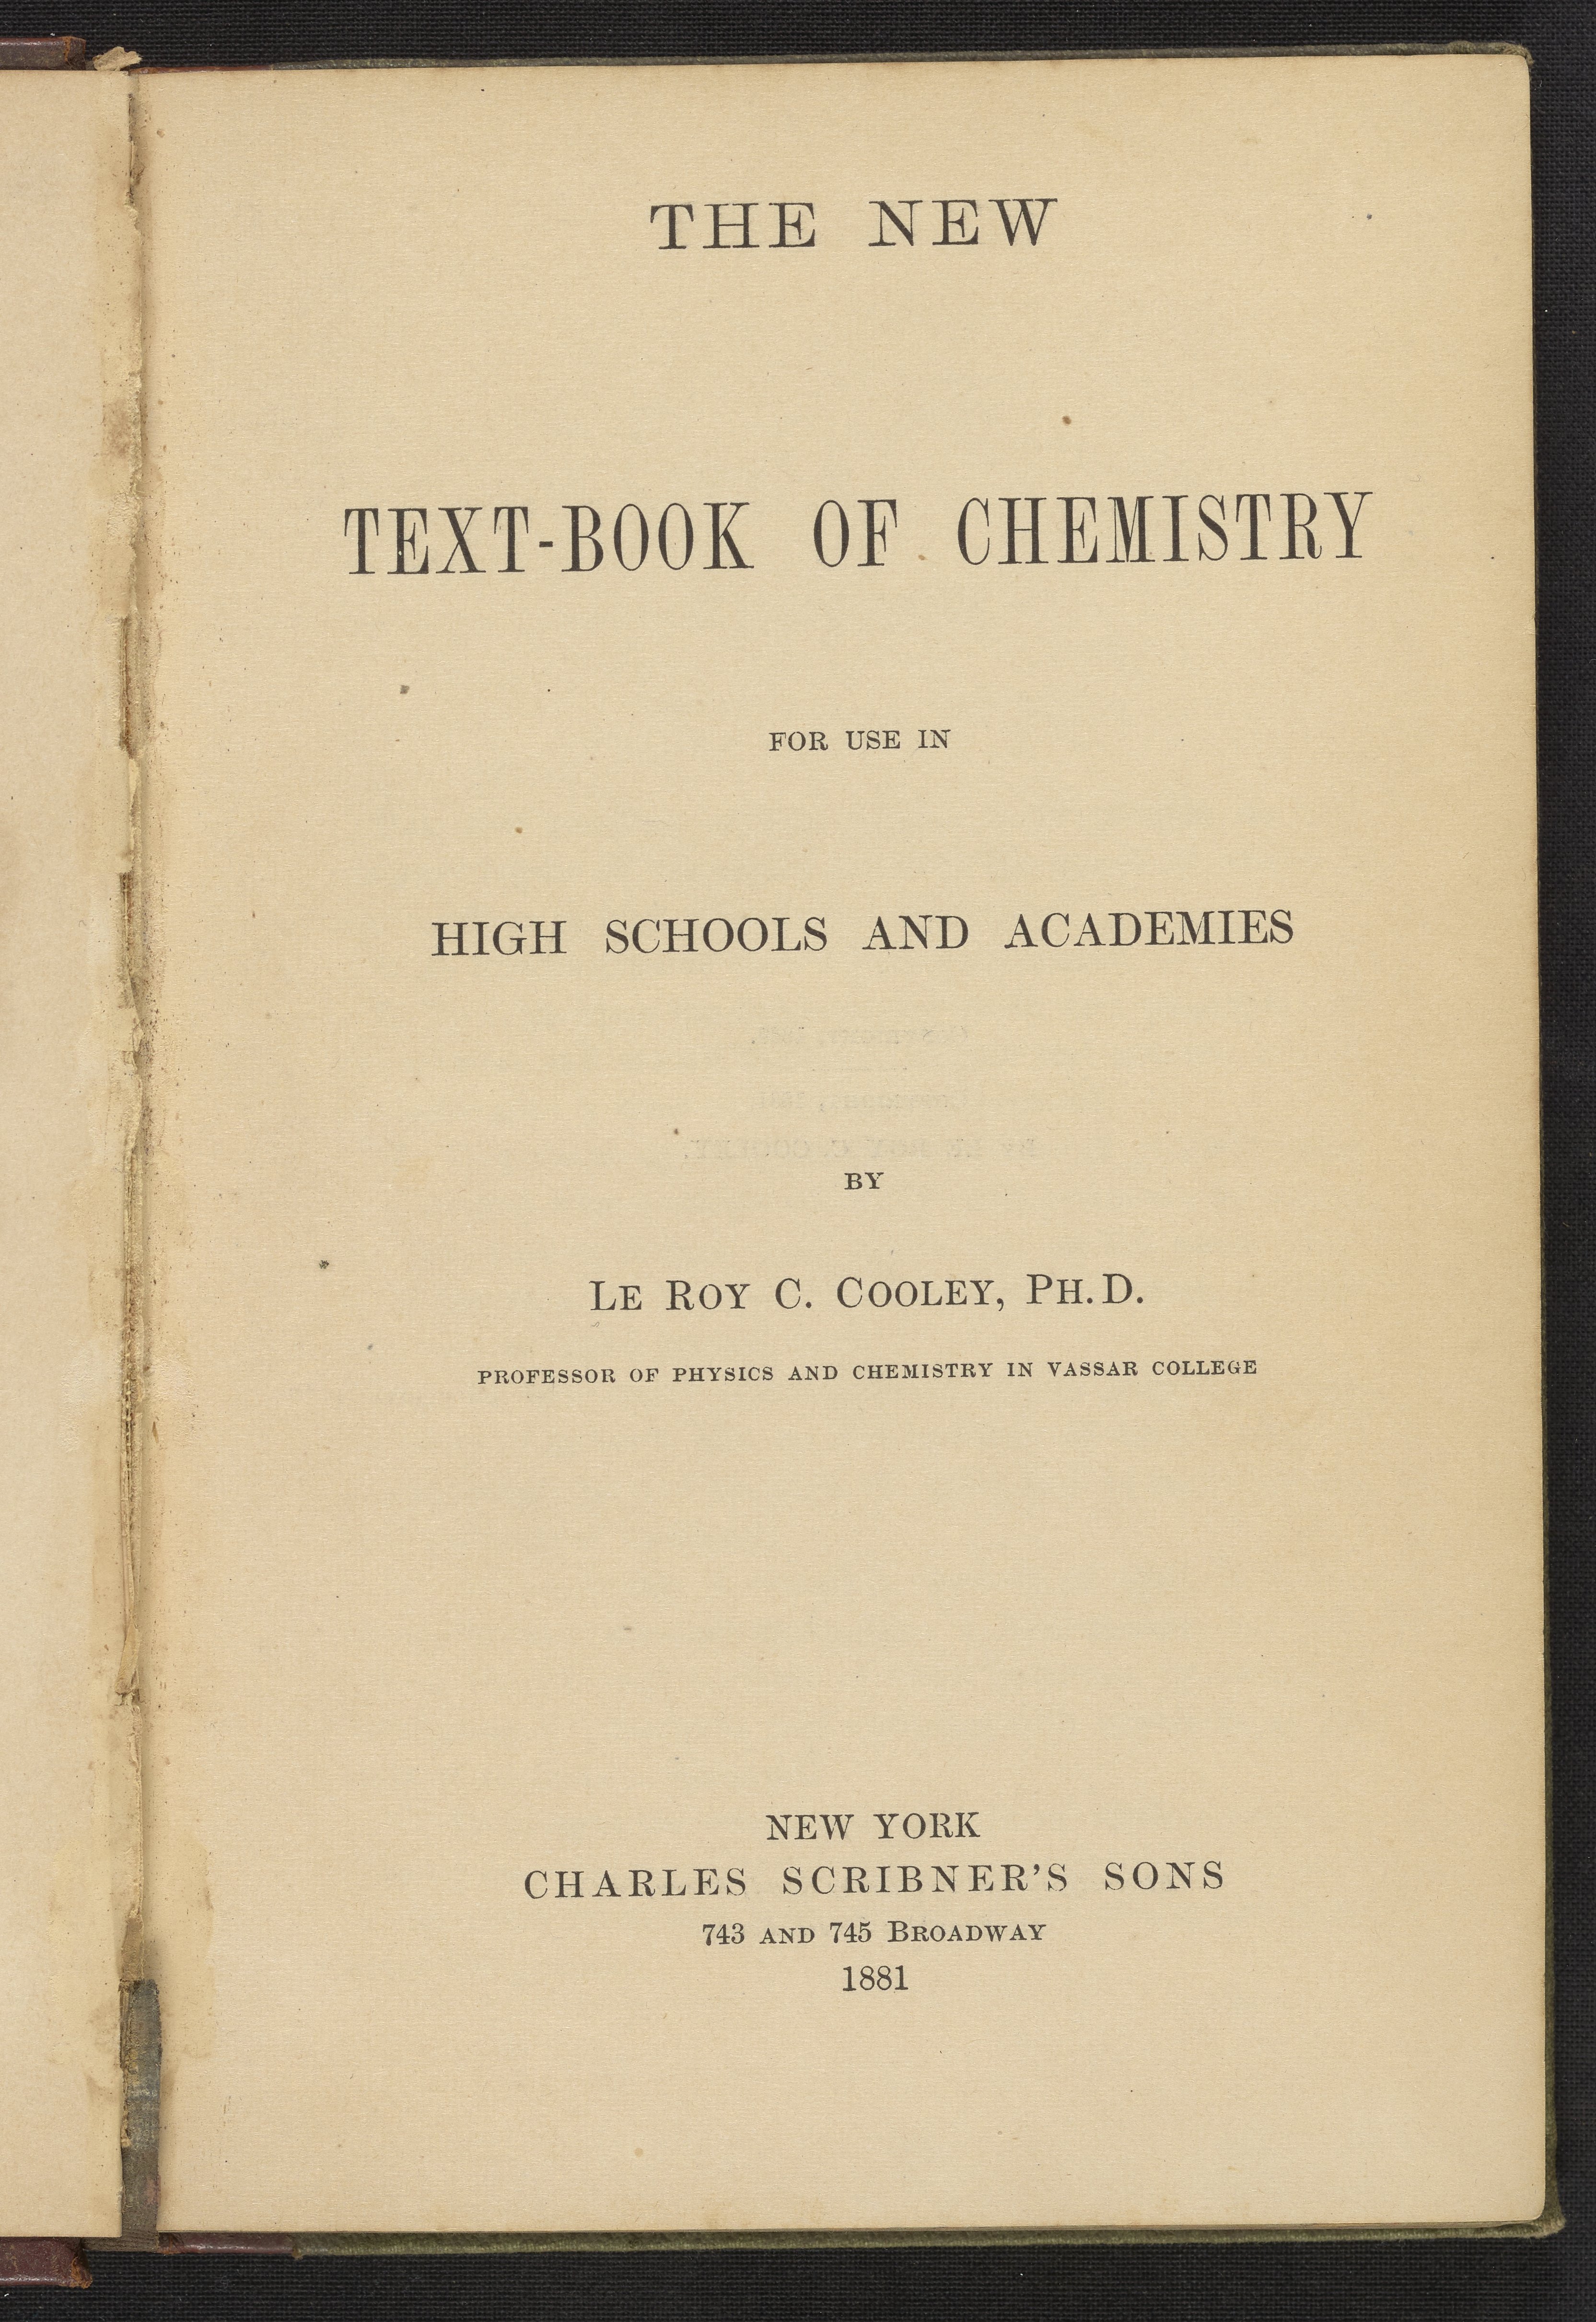 THE NEW
TEXT-BOOK OF CHEMISTRY
FOR USE IN
HIGH SCHOOLS AND ACADEMIES
BY
LE ROY C. COOLEY, PH.D.
PROFESSOR OF PHYSICS AND CHEMISTRY IN VASSAR COLLEGE
NEW YORK
CHARLES SCRIBNER'S SONS
743 AND 745 BROADWAY
1881